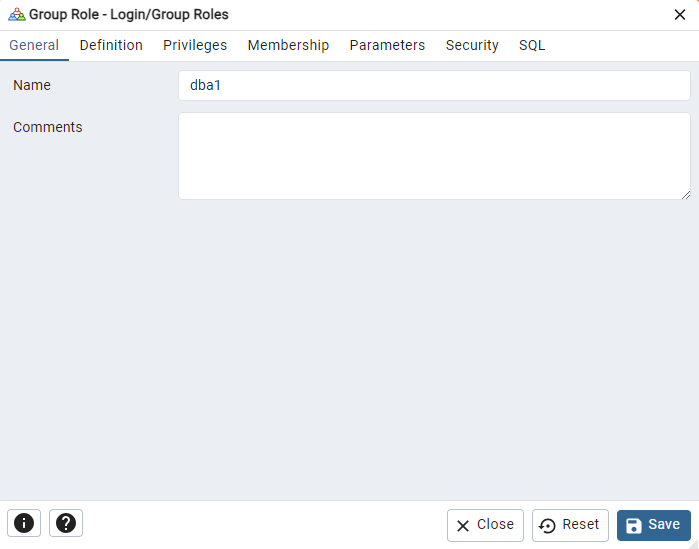 Group Role - Login/Group Roles
General Definition Privileges Membership Parameters Security SQL
Name dba1
Comments
Close Reset Save